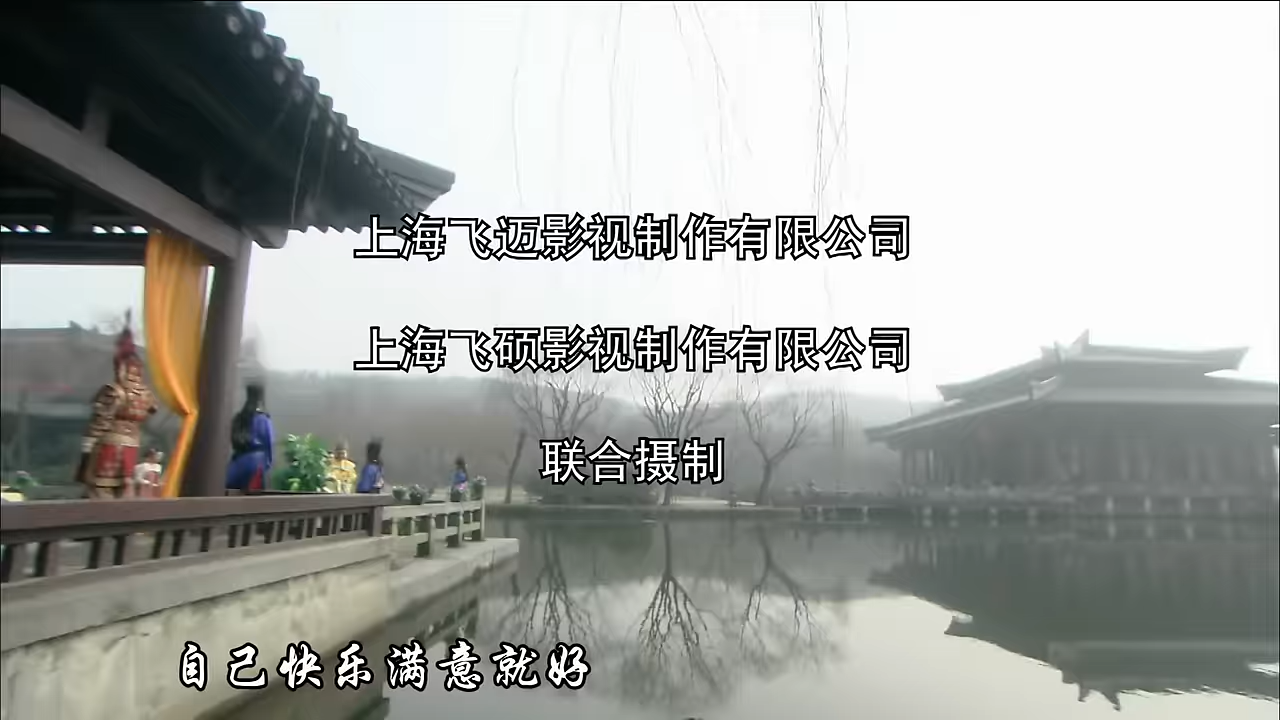 上海飞迈影视制作有限公司
上海飞硕影视制作有限公司
联合摄制
自己快乐满意就好